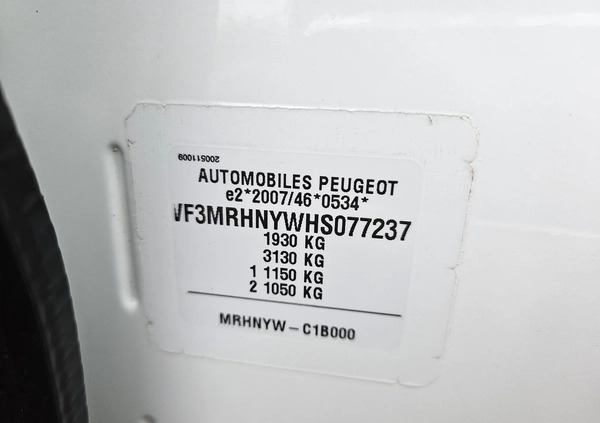 200511009
AUTOMOBILES PEUGEOT
e2*2007/46*0534*
VF3MRHNYWHS077237
1930 KG
3130 KG
1 1150 KG
2 1050 KG
MRHNYW-C1B000